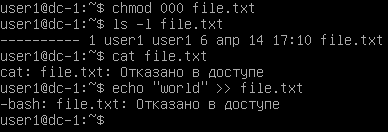 user1@dc-1:~$ chmod 000 file.txt
user1@dc-1:~$ ls -l file.txt
---------- 1 user1 user1 6 апр 14 17:10 file.txt
user1@dc-1:~$ cat file.txt
cat: file.txt: Отказано в доступе
user1@dc-1:~$ echo "world" >> file.txt
-bash: file.txt: Отказано в доступе
user1@dc-1:~$